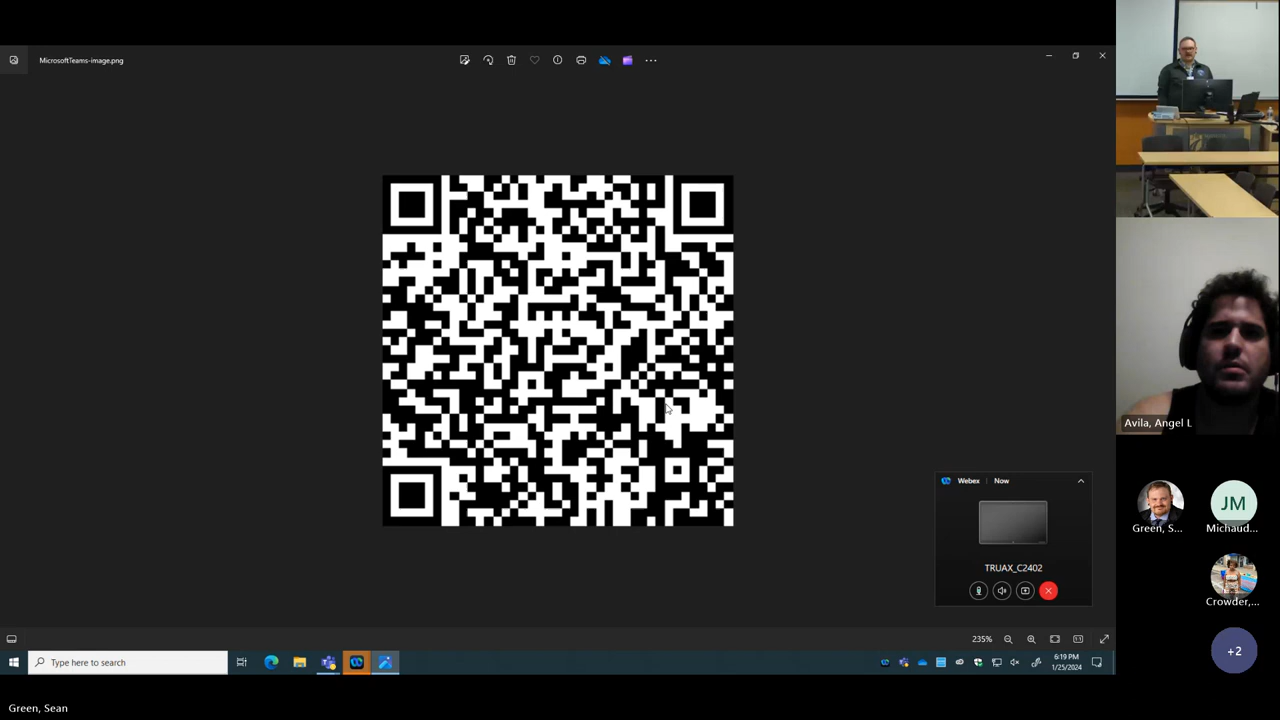 MicrosoftTeams-image.png
Avila, Angel L
Webex | Now
TRUAX_C2402
Green, S...
JM
Michaud...
Crowder,...
+2
235%
Type here to search
6:19 PM
1/25/2024
Green, Sean